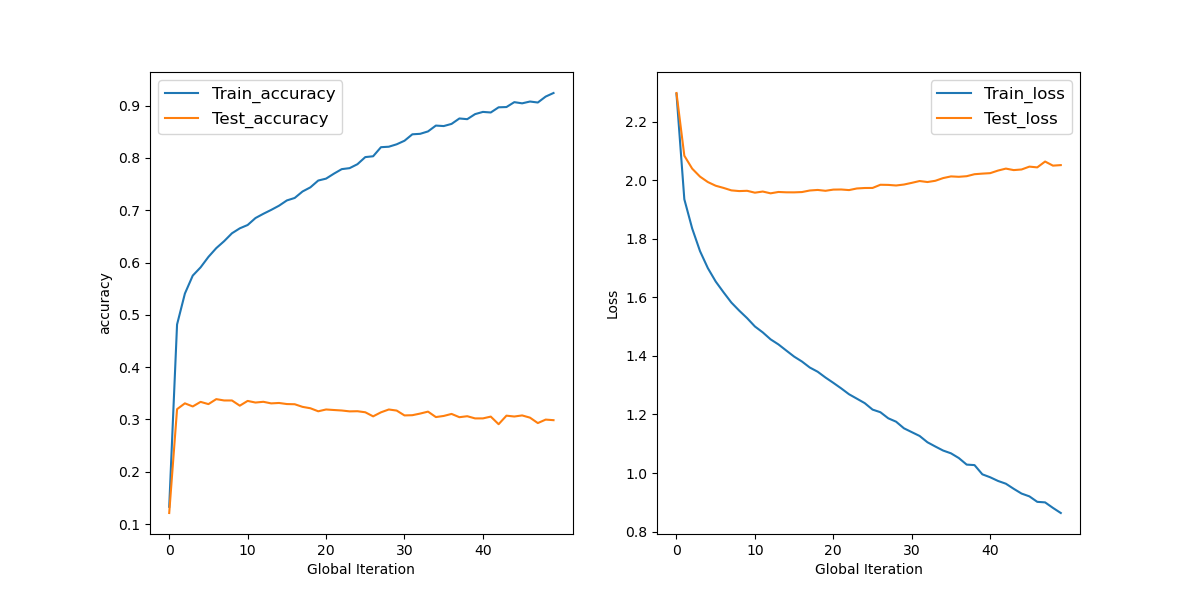 Train_accuracy
Test_accuracy
accuracy
0.9
0.8
0.7
0.6
0.5
0.4
0.3
0.2
0.1
0 10 20 30 40
Global Iteration
Train_loss
Test_loss
Loss
2.2
2.0
1.8
1.6
1.4
1.2
1.0
0.8
0 10 20 30 40
Global Iteration